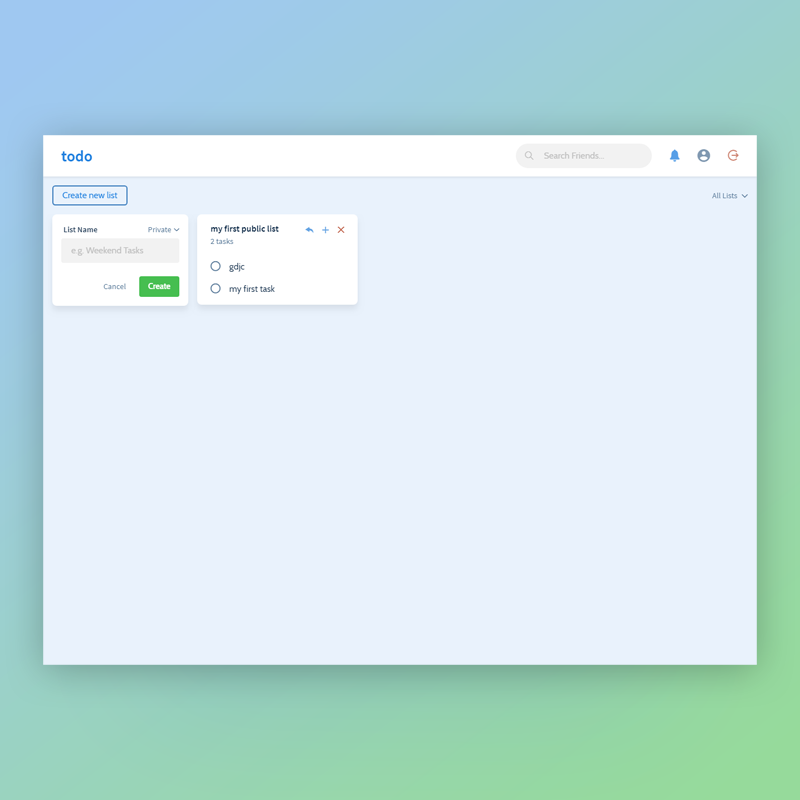 todo
Search Friends..
Create new list
All Lists
List Name
Private
e.g. Weekend Tasks
Cancel
Create
my first public list
2 tasks
gdjc
my first task